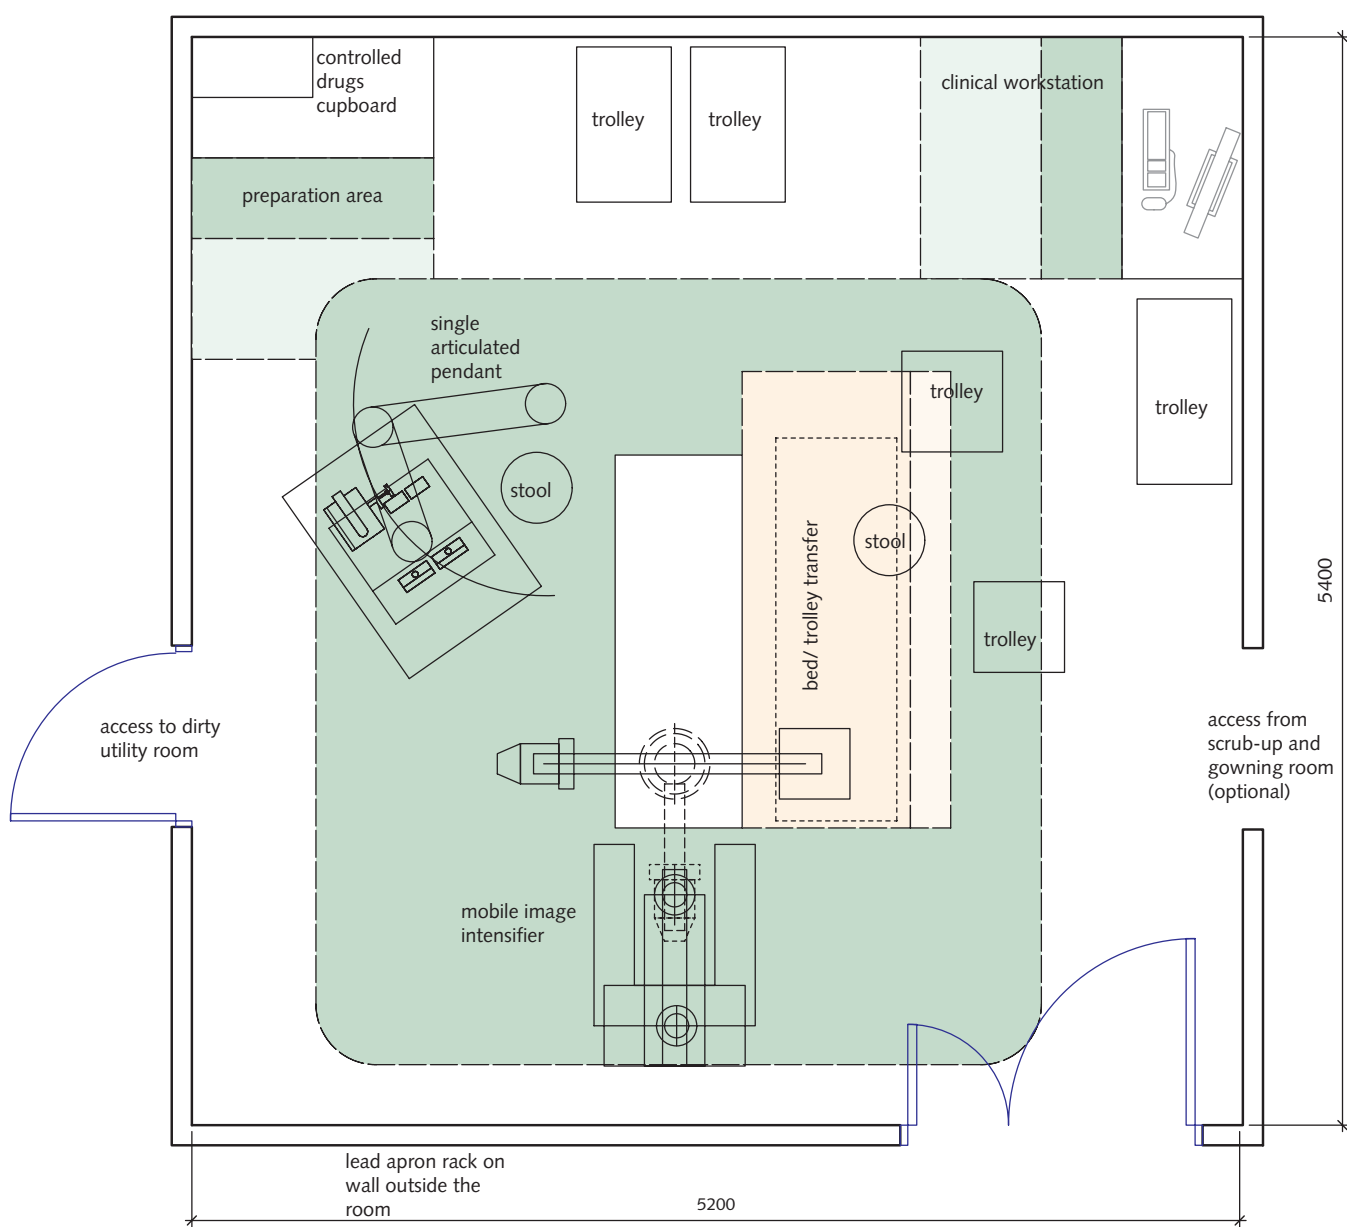 controlled
drugs
cupboard
trolley
trolley
clinical workstation
preparation area
single
articulated
pendant
trolley
trolley
stool
stool
bed/ trolley transfer
trolley
5400
access to dirty
utility room
access from
scrub-up and
gowning room
(optional)
mobile image
intensifier
lead apron rack on
wall outside the
room
5200